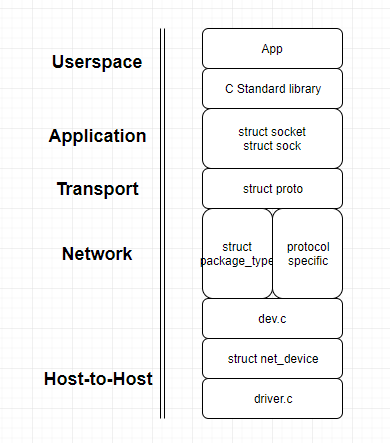 Userspace
App
C Standard library
Application
struct socket
struct sock
Transport
struct proto
Network
struct
package_type
protocol
specific
dev.c
struct net_device
Host-to-Host
driver.c